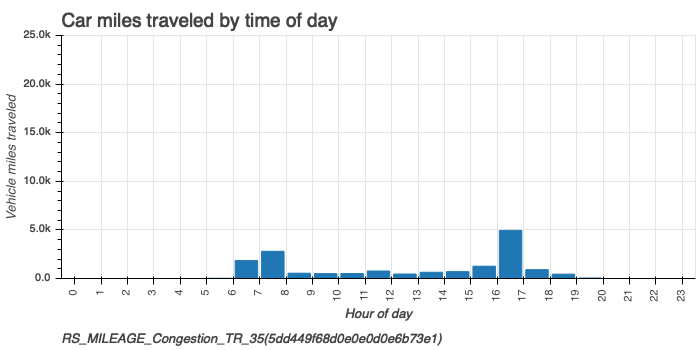 Car miles traveled by time of day
25.0k
20.0k
15.0k
10.0k
5.0k
0.0
Vehicle miles traveled
0 1 2 3 4 5 6 7 8 9 10 11 12 13 14 15 16 17 18 19 20 21 22 23
Hour of day
RS_MILEAGE_Congestion_TR_35(5dd449f68d0e0e0d0e6b73e1)